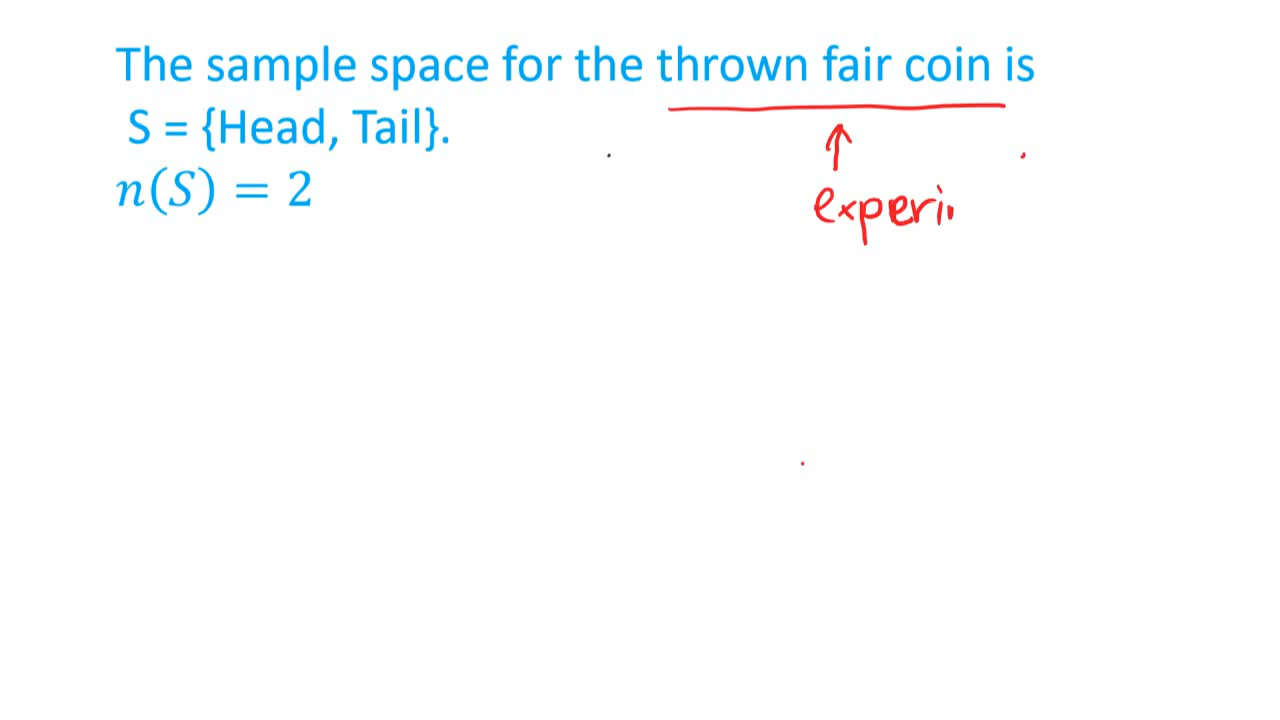 The sample space for the thrown fair coin is
S = {Head, Tail}.
n(S) = 2
experi